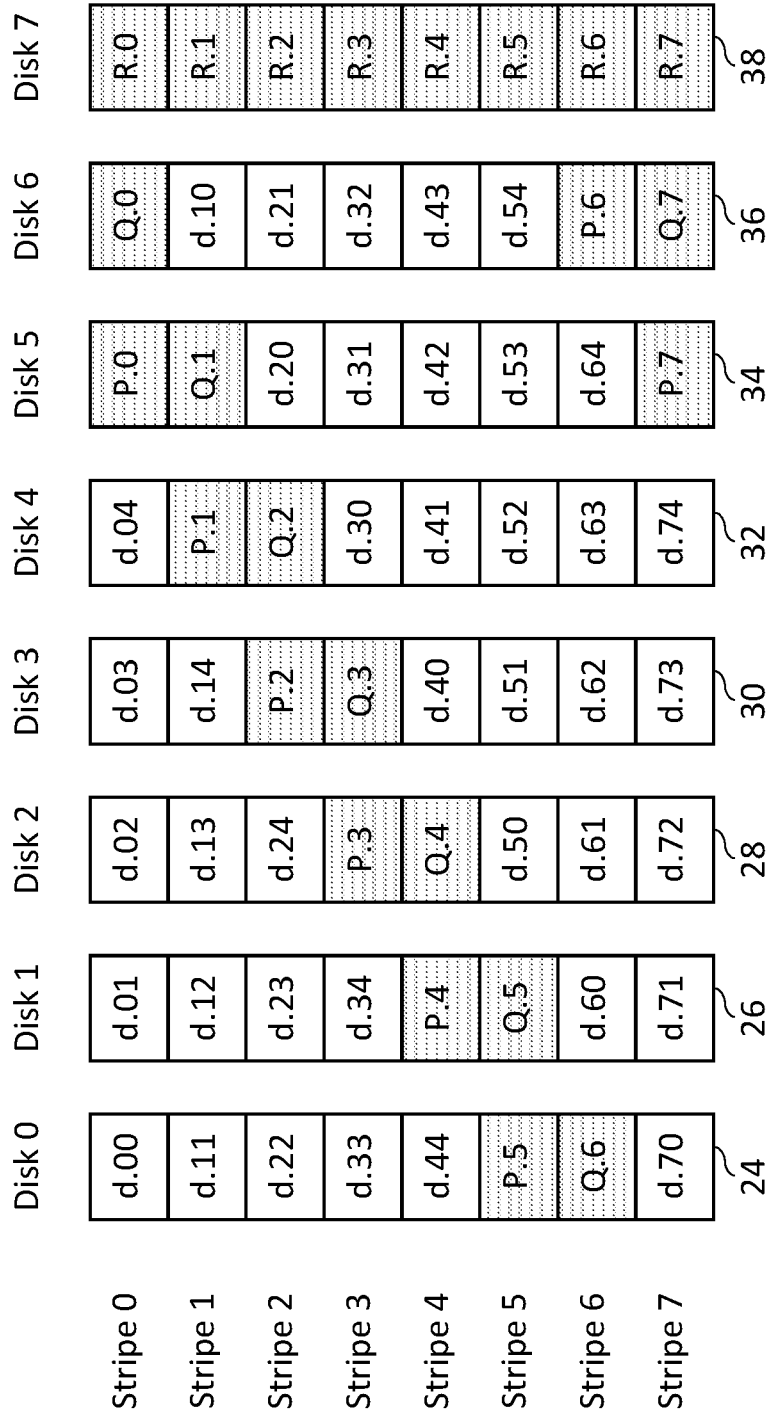 Disk 0 Disk 1 Disk 2 Disk 3 Disk 4 Disk 5 Disk 6 Disk 7
Stripe 0 d.00 d.01 d.02 d.03 d.04 P.0 Q.0 R.0
Stripe 1 d.11 d.12 d.13 d.14 P.1 Q.1 d.10 R.1
Stripe 2 d.22 d.23 d.24 P.2 Q.2 d.20 d.21 R.2
Stripe 3 d.33 d.34 P.3 Q.3 d.30 d.31 d.32 R.3
Stripe 4 d.44 P.4 Q.4 d.40 d.41 d.42 d.43 R.4
Stripe 5 P.5 Q.5 d.50 d.51 d.52 d.53 d.54 R.5
Stripe 6 Q.6 d.60 d.61 d.62 d.63 d.64 P.6 R.6
Stripe 7 d.70 d.71 d.72 d.73 d.74 P.7 Q.7 R.7
24 26 28 30 32 34 36 38